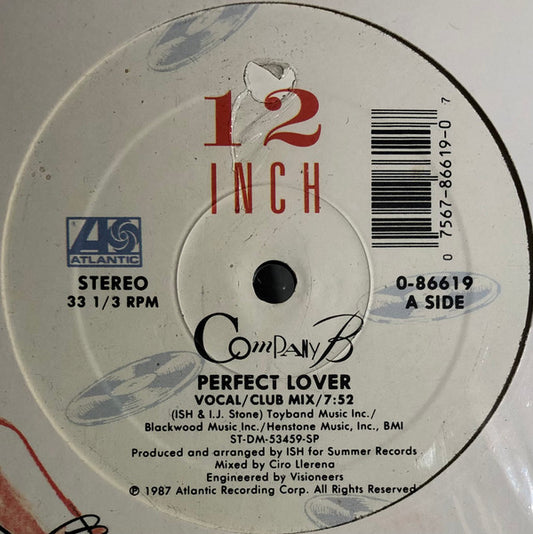 12
INCH
0 7567-86619-0 7
ATLANTIC
STEREO
33 1/3 RPM
0-86619
A SIDE
Company B
PERFECT LOVER
VOCAL/CLUB MIX/7:52
(ISH & I.J. Stone) Toyband Music Inc./
Blackwood Music Inc./Henstone Music, Inc., BMI
ST-DM-53459-SP
Produced and arranged by ISH for Summer Records
Mixed by Ciro Llerena
Engineered by Visioneers
℗ 1987 Atlantic Recording Corp. All Rights Reserved